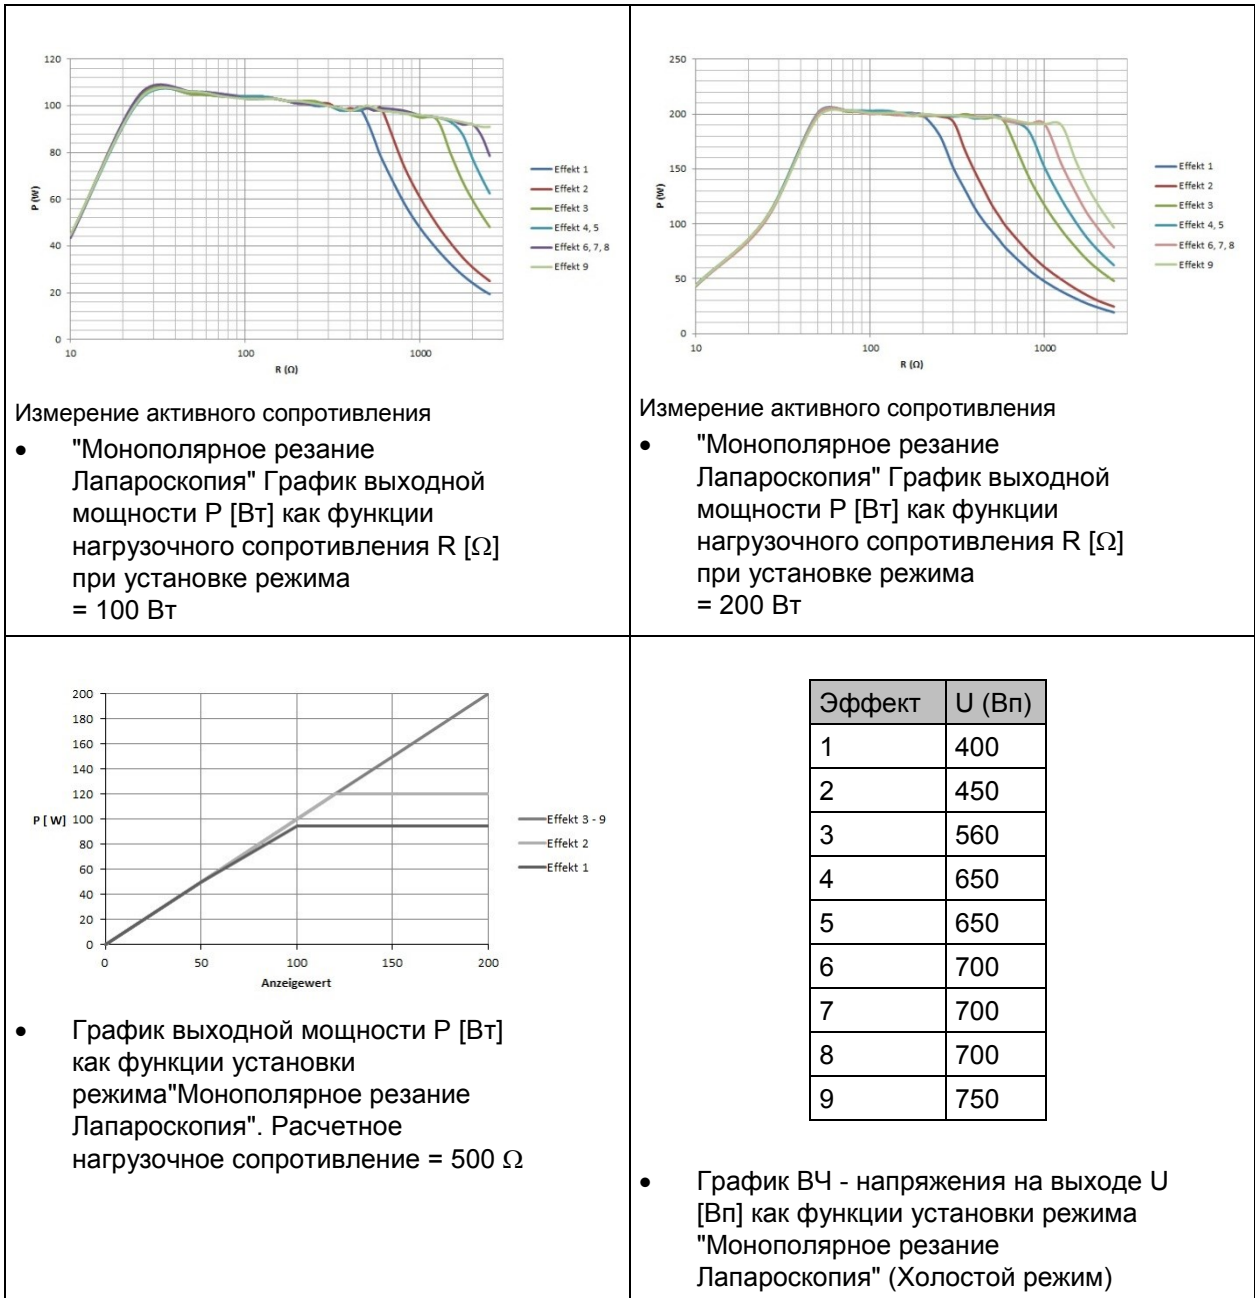 120
100
80
60
40
20
0
P (W)
10
100
1000
R (Ω)
Effekt 1
Effekt 2
Effekt 3
Effekt 4, 5
Effekt 6, 7, 8
Effekt 9
Измерение активного сопротивления
• "Монополярное резание
Лапароскопия" График выходной
мощности P [Вт] как функции
нагрузочного сопротивления R [Ω]
при установке режима
= 100 Вт
250
200
150
100
50
0
P (W)
10
100
1000
R (Ω)
Effekt 1
Effekt 2
Effekt 3
Effekt 4, 5
Effekt 6, 7, 8
Effekt 9
Измерение активного сопротивления
• "Монополярное резание
Лапароскопия" График выходной
мощности P [Вт] как функции
нагрузочного сопротивления R [Ω]
при установке режима
= 200 Вт
200
180
160
140
120
P [ W] 100
80
60
40
20
0
0
50
100
150
200
Anzeigewert
Effekt 3 - 9
Effekt 2
Effekt 1
• График выходной мощности P [Вт]
как функции установки
режима"Монополярное резание
Лапароскопия". Расчетное
нагрузочное сопротивление = 500 Ω
Эффект U (Вп)
1 400
2 450
3 560
4 650
5 650
6 700
7 700
8 700
9 750
• График ВЧ - напряжения на выходе U
[Вп] как функции установки режима
"Монополярное резание
Лапароскопия" (Холостой режим)